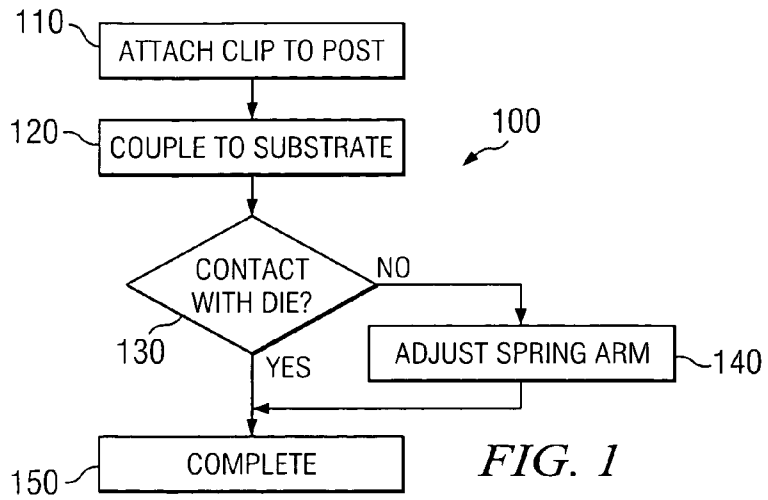 110
ATTACH CLIP TO POST
120
COUPLE TO SUBSTRATE
100
CONTACT
WITH DIE?
NO
130
YES
ADJUST SPRING ARM
140
150
COMPLETE
FIG. 1